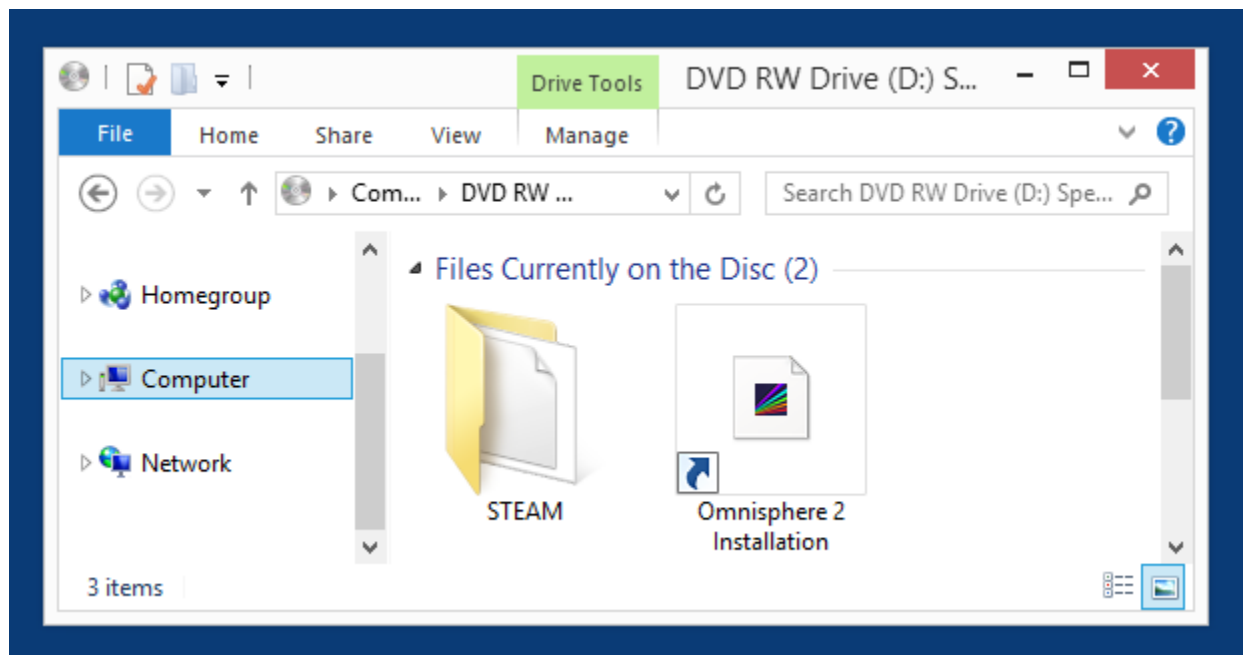 Drive Tools
DVD RW Drive (D:) S...
File
Home
Share
View
Manage
Com...
DVD RW ...
Search DVD RW Drive (D:) Spe...
Files Currently on the Disc (2)
Homegroup
Computer
Network
STEAM
Omnisphere 2
Installation
3 items